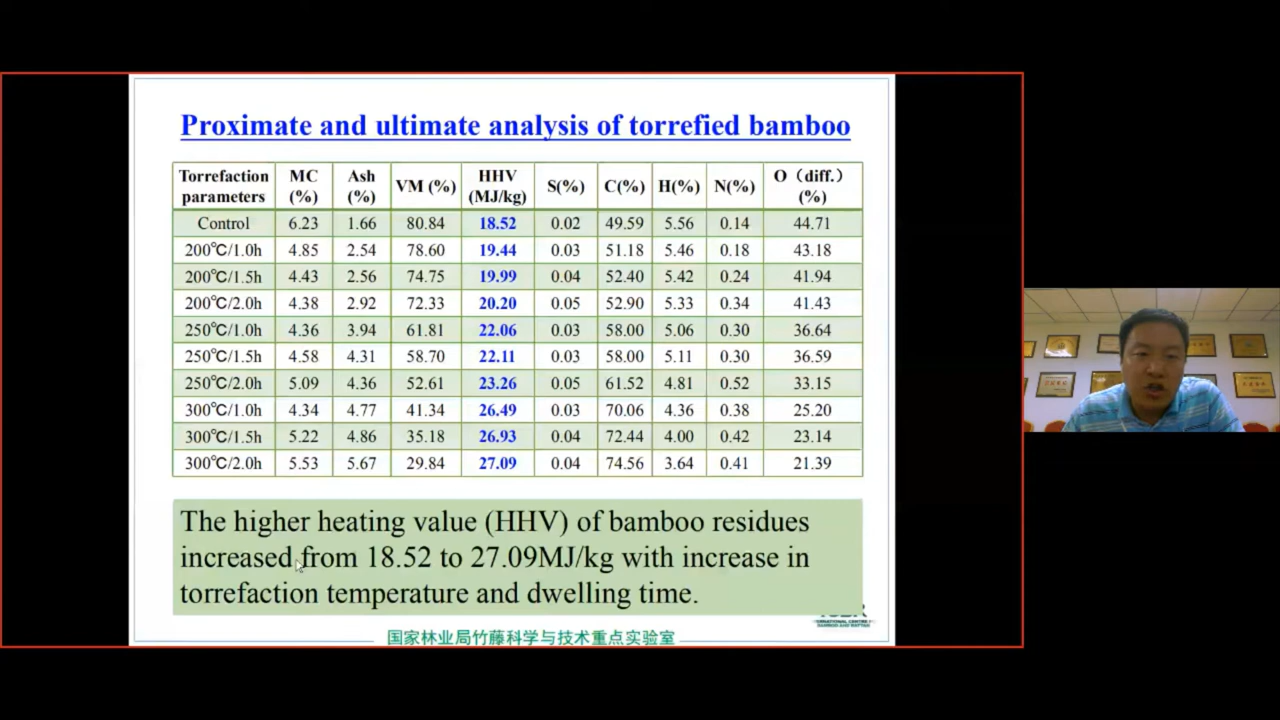 Proximate and ultimate analysis of torrefied bamboo
Torrefaction parameters MC (%) Ash (%) VM (%) HHV (MJ/kg) S(%) C(%) H(%) N(%) O（diff.）(%)
Control 6.23 1.66 80.84 18.52 0.02 49.59 5.56 0.14 44.71
200℃/1.0h 4.85 2.54 78.60 19.44 0.03 51.18 5.46 0.18 43.18
200℃/1.5h 4.43 2.56 74.75 19.99 0.04 52.40 5.42 0.24 41.94
200℃/2.0h 4.38 2.92 72.33 20.20 0.05 52.90 5.33 0.34 41.43
250℃/1.0h 4.36 3.94 61.81 22.06 0.03 58.00 5.06 0.30 36.64
250℃/1.5h 4.58 4.31 58.70 22.11 0.03 58.00 5.11 0.30 36.59
250℃/2.0h 5.09 4.36 52.61 23.26 0.05 61.52 4.81 0.52 33.15
300℃/1.0h 4.34 4.77 41.34 26.49 0.03 70.06 4.36 0.38 25.20
300℃/1.5h 5.22 4.86 35.18 26.93 0.04 72.44 4.00 0.42 23.14
300℃/2.0h 5.53 5.67 29.84 27.09 0.04 74.56 3.64 0.41 21.39
The higher heating value (HHV) of bamboo residues
increased from 18.52 to 27.09MJ/kg with increase in
torrefaction temperature and dwelling time.
国家林业局竹藤科学与技术重点实验室